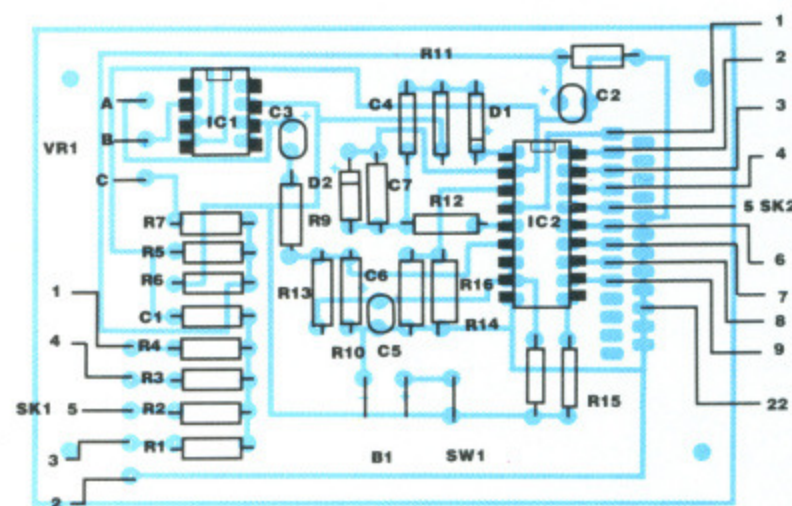 1
R11
2
A
IC1
C3
C4
D1
C2
3
VR1
B
4
C
D2
C7
R12
5 SK2
R7
R9
IC2
R5
6
R6
C6
R16
1
R13
7
C1
R14
8
4
R4
R10
C5
9
R3
SK1 5
R2
R15
22
3
R1
B1
SW1
2